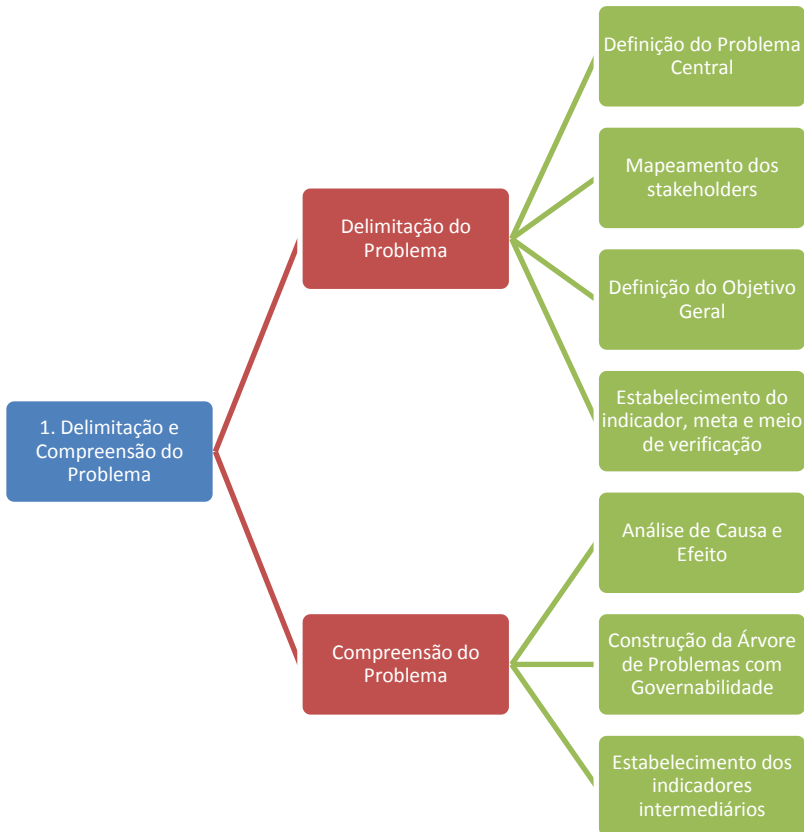 1. Delimitação e
Compreensão do
Problema
Delimitação do
Problema
Definição do Problema
Central
Mapeamento dos
stakeholders
Definição do Objetivo
Geral
Estabelecimento do
indicador, meta e meio
de verificação
Compreensão do
Problema
Análise de Causa e
Efeito
Construção da Árvore
de Problemas com
Governabilidade
Estabelecimento dos
indicadores
intermediários